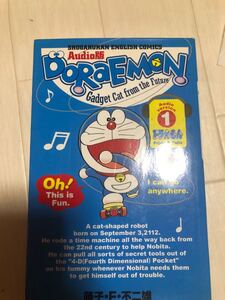 SHOGAKUKAN ENGLISH COMICS
Audio版
DORAEMON
Gadget Cat from the Future
Audio version
1
ドラえもん
Oh!
This is
Fun.
I can
anywhere.
A cat-shaped robot
born on September 3,2112.
He rode a time machine all the way back from
the 22nd century to help Nobita.
He can pull all sorts of secret tools out of
the "4-D(Fourth Dimensional) Pocket"
on his tummy whenever Nobita needs them
to get himself out of trouble.
藤子・F・不二雄